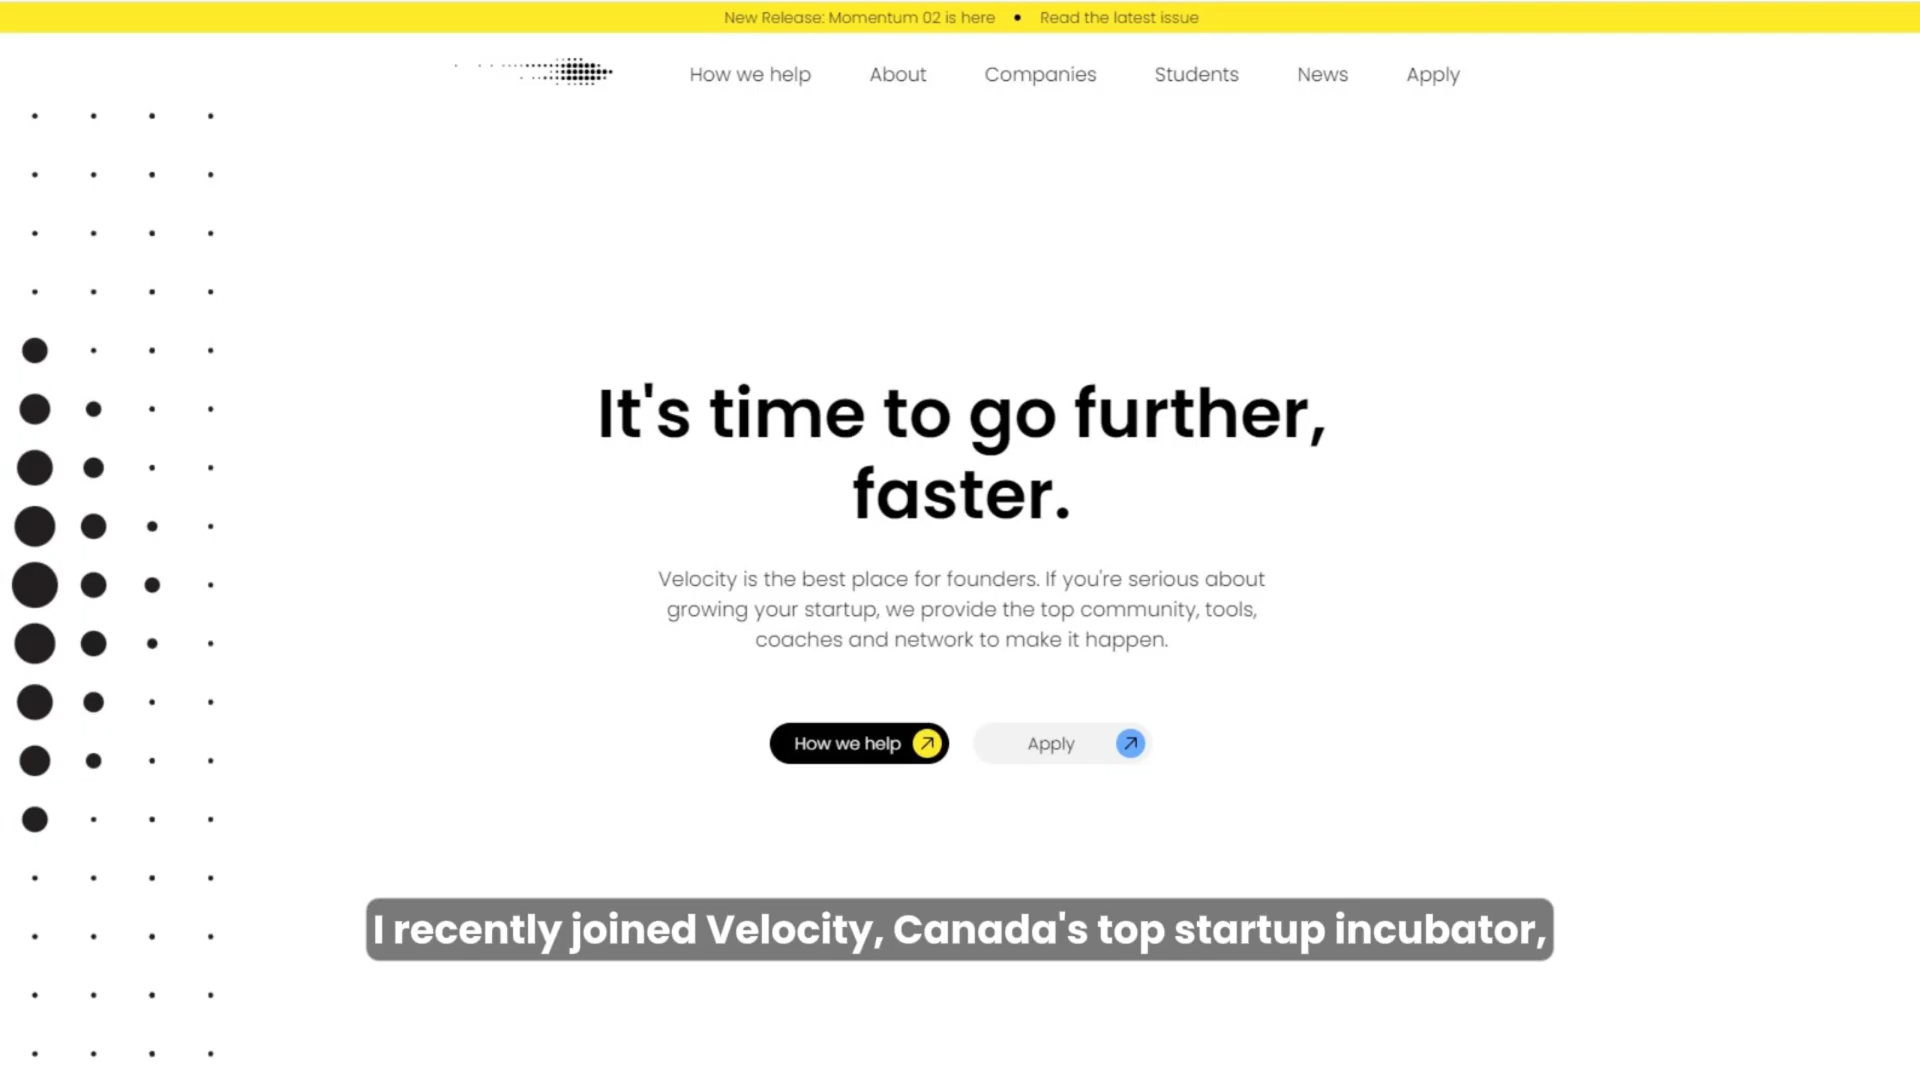 New Release: Momentum 02 is here • Read the latest issue
How we help About Companies Students News Apply
It's time to go further,
faster.
Velocity is the best place for founders. If you're serious about
growing your startup, we provide the top community, tools,
coaches and network to make it happen.
How we help Apply
I recently joined Velocity, Canada's top startup incubator,